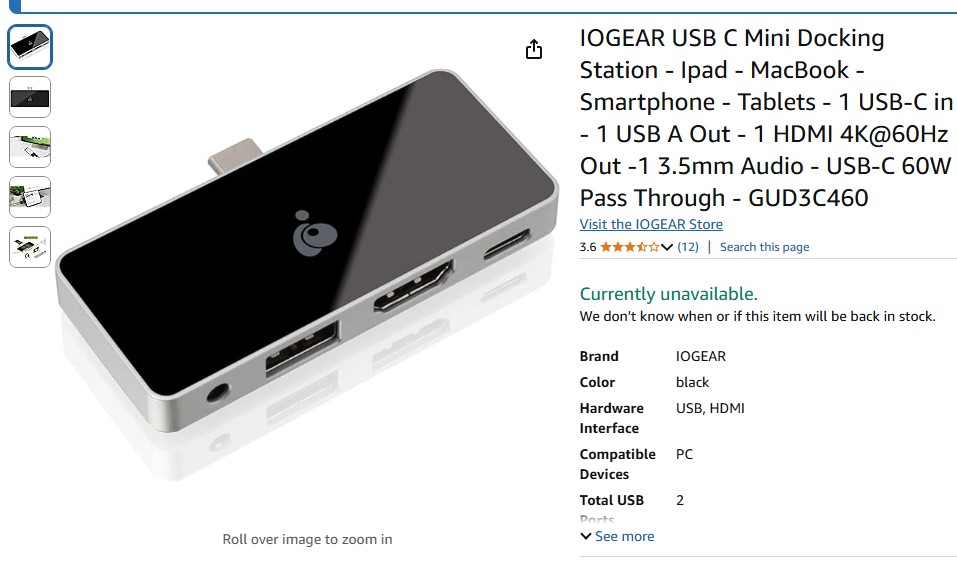 IOGEAR USB C Mini Docking
Station - Ipad - MacBook -
Smartphone - Tablets - 1 USB-C in
- 1 USB A Out - 1 HDMI 4K@60Hz
Out -1 3.5mm Audio - USB-C 60W
Pass Through - GUD3C460
Visit the IOGEAR Store
3.6 (12) | Search this page
Currently unavailable.
We don't know when or if this item will be back in stock.
Brand IOGEAR
Color black
Hardware USB, HDMI
Interface
Compatible PC
Devices
Total USB 2
Ports
See more
Roll over image to zoom in